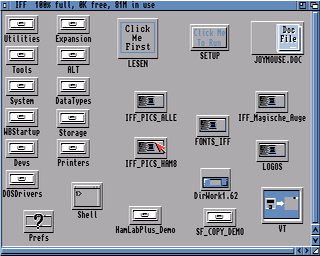 IFF 100% full, 0K free, 81M in use
Utilities
Expansion
Click
Me
First
LESEN
Click Me
To Run
SETUP
Doc
File
JOYMOUSE.DOC
Tools
ALT
System
DataTypes
IFF_PICS_ALLE
IFF_Magische_Auge
WBStartup
Storage
FONTS_IFF
Devs
Printers
IFF_PICS_HAM8
LOGOS
DOSDrivers
Shell
DirWork1.62
Prefs
HamLabPlus_Demo
SF_COPY_DEMO
VT